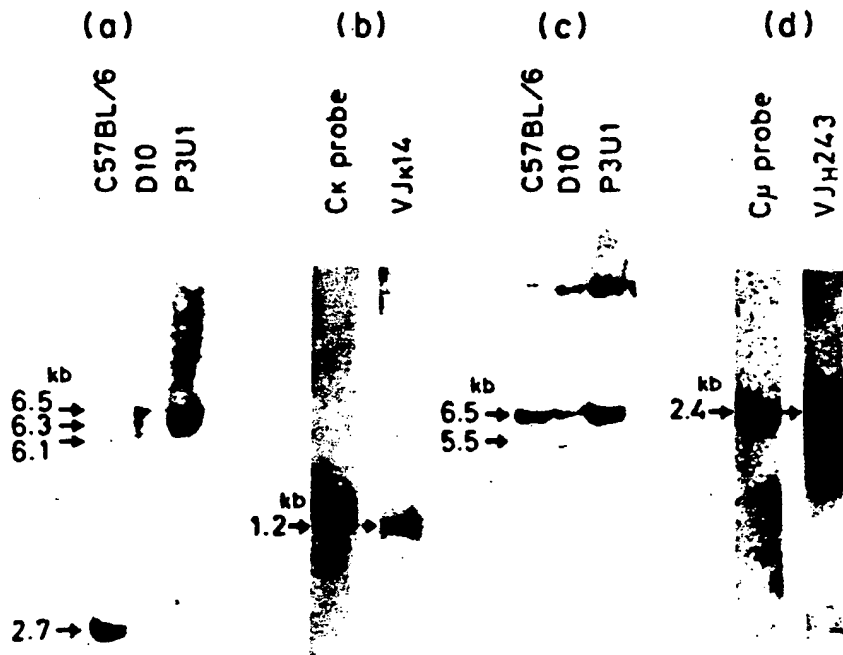 (a) (b) (c) (d)
C57BL/6
D10
P3U1
Cκ probe
VJκ14
C57BL/6
D10
P3U1
Cμ probe
VJH243
kb
6.5→
6.3→
6.1→
2.7→
kb
1.2→
6.5→
5.5→
kb
2.4→